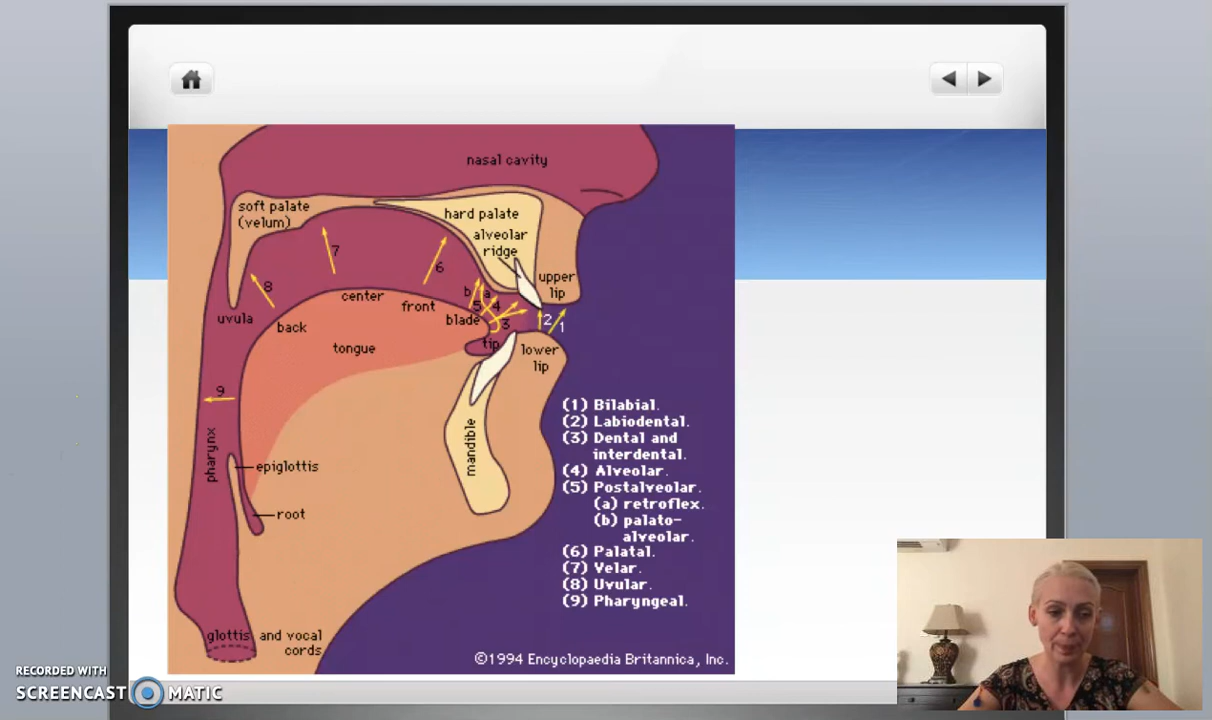 nasal cavity
soft palate
(velum)
hard palate
alveolar
ridge
upper
lip
7
6
8
b
a
5
4
3
2
1
uvula
center
front
back
blade
tip
tongue
lower
lip
9
pharynx
mandible
epiglottis
root
glottis and vocal
cords
(1) Bilabial.
(2) Labiodental.
(3) Dental and
interdental.
(4) Alveolar.
(5) Postalveolar.
(a) retroflex.
(b) palato-
alveolar.
(6) Palatal.
(7) Velar.
(8) Uvular.
(9) Pharyngeal.
©1994 Encyclopaedia Britannica, Inc.
RECORDED WITH
SCREENCAST MATIC